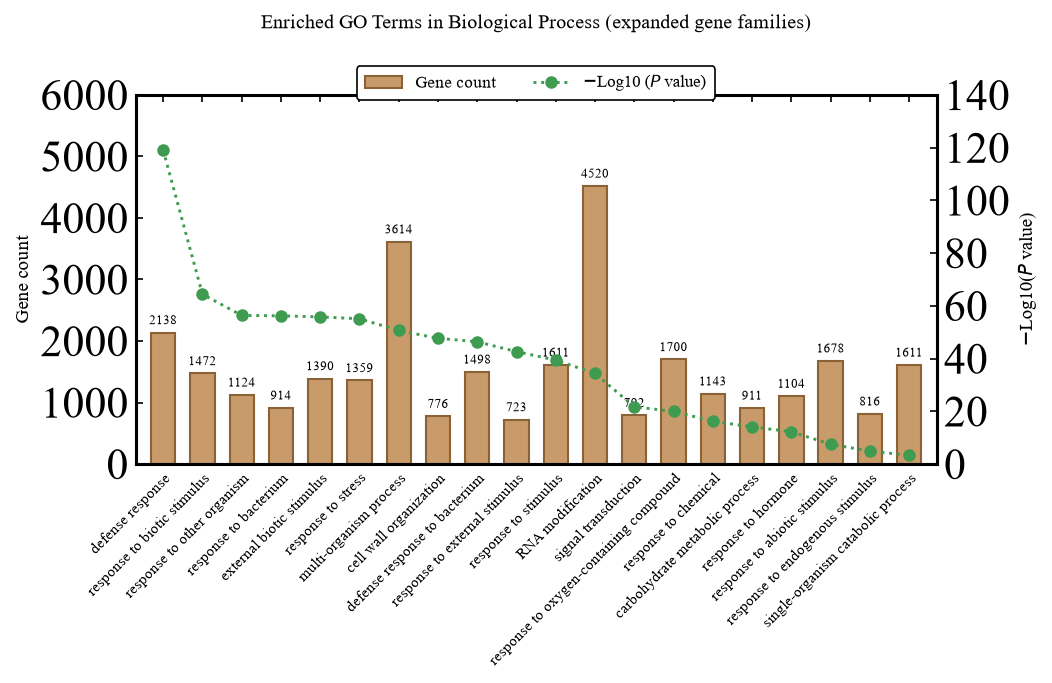 Enriched GO Terms in Biological Process (expanded gene families)
Gene count
−Log10 (P value)
6000
5000
4000
3000
2000
1000
0
Gene count
140
120
100
80
60
40
20
0
−Log10(P value)
2138
1472
1124
914
1390
1359
3614
776
1498
723
1611
4520
792
1700
1143
911
1104
1678
816
1611
defense response
response to biotic stimulus
response to other organism
response to bacterium
external biotic stimulus
response to stress
multi-organism process
cell wall organization
defense response to bacterium
response to external stimulus
response to stimulus
RNA modification
signal transduction
response to oxygen-containing compound
response to chemical
carbohydrate metabolic process
response to hormone
response to abiotic stimulus
response to endogenous stimulus
single-organism catabolic process